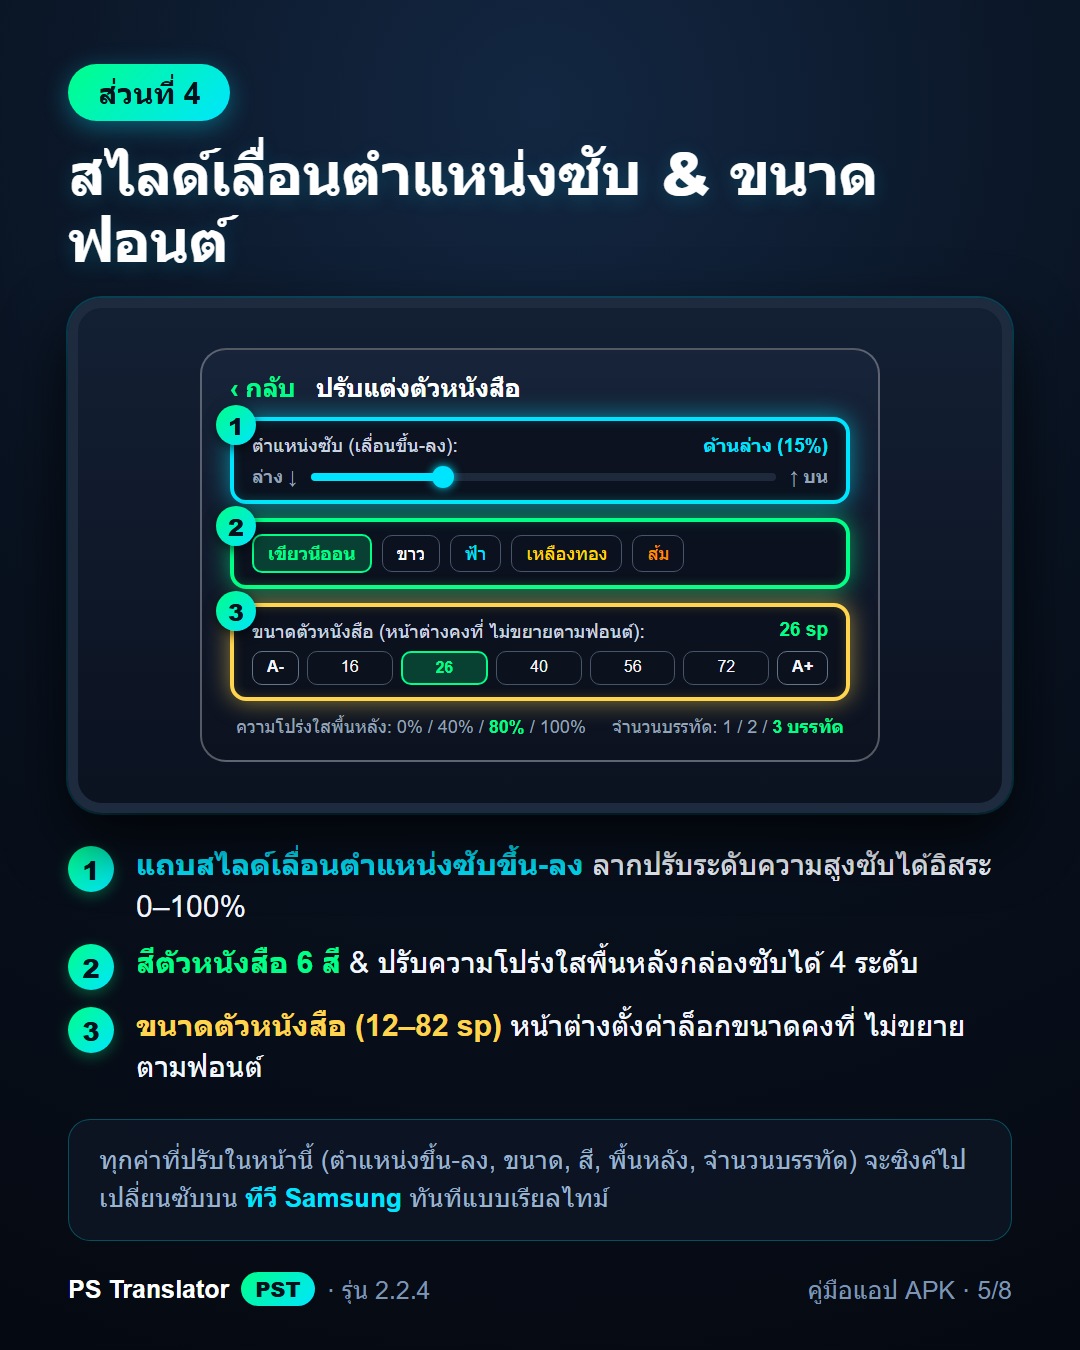 ส่วนที่ 4
สไลด์เลื่อนตำแหน่งซับ & ขนาด
ฟอนต์
‹ กลับ ปรับแต่งตัวหนังสือ
1
ตำแหน่งซับ (เลื่อนขึ้น-ลง): ด้านล่าง (15%)
ล่าง ↓ ↑ บน
2
เขียวนีออน ขาว ฟ้า เหลืองทอง ส้ม
3
ขนาดตัวหนังสือ (หน้าต่างคงที่ ไม่ขยายตามฟอนต์): 26 sp
A- 16 26 40 56 72 A+
ความโปร่งใสพื้นหลัง: 0% / 40% / 80% / 100% จำนวนบรรทัด: 1 / 2 / 3 บรรทัด
1 แถบสไลด์เลื่อนตำแหน่งซับขึ้น-ลง ลากปรับระดับความสูงซับได้อิสระ
0–100%
2 สีตัวหนังสือ 6 สี & ปรับความโปร่งใสพื้นหลังกล่องซับได้ 4 ระดับ
3 ขนาดตัวหนังสือ (12–82 sp) หน้าต่างตั้งค่าล็อกขนาดคงที่ ไม่ขยาย
ตามฟอนต์
ทุกค่าที่ปรับในหน้านี้ (ตำแหน่งขึ้น-ลง, ขนาด, สี, พื้นหลัง, จำนวนบรรทัด) จะซิงค์ไป
เปลี่ยนซับบน ทีวี Samsung ทันทีแบบเรียลไทม์
PS Translator PST · รุ่น 2.2.4 คู่มือแอป APK · 5/8